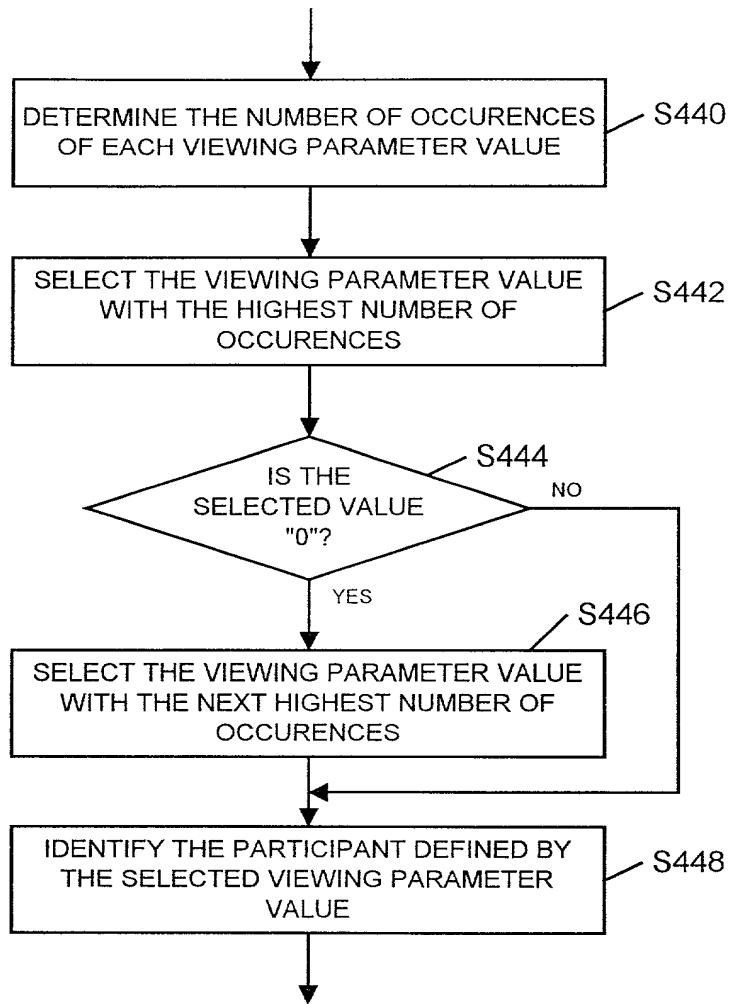 DETERMINE THE NUMBER OF OCCURENCES
OF EACH VIEWING PARAMETER VALUE
S440
SELECT THE VIEWING PARAMETER VALUE
WITH THE HIGHEST NUMBER OF
OCCURENCES
S442
IS THE
SELECTED VALUE
"0"?
S444
NO
YES
S446
SELECT THE VIEWING PARAMETER VALUE
WITH THE NEXT HIGHEST NUMBER OF
OCCURENCES
IDENTIFY THE PARTICIPANT DEFINED BY
THE SELECTED VIEWING PARAMETER
VALUE
S448